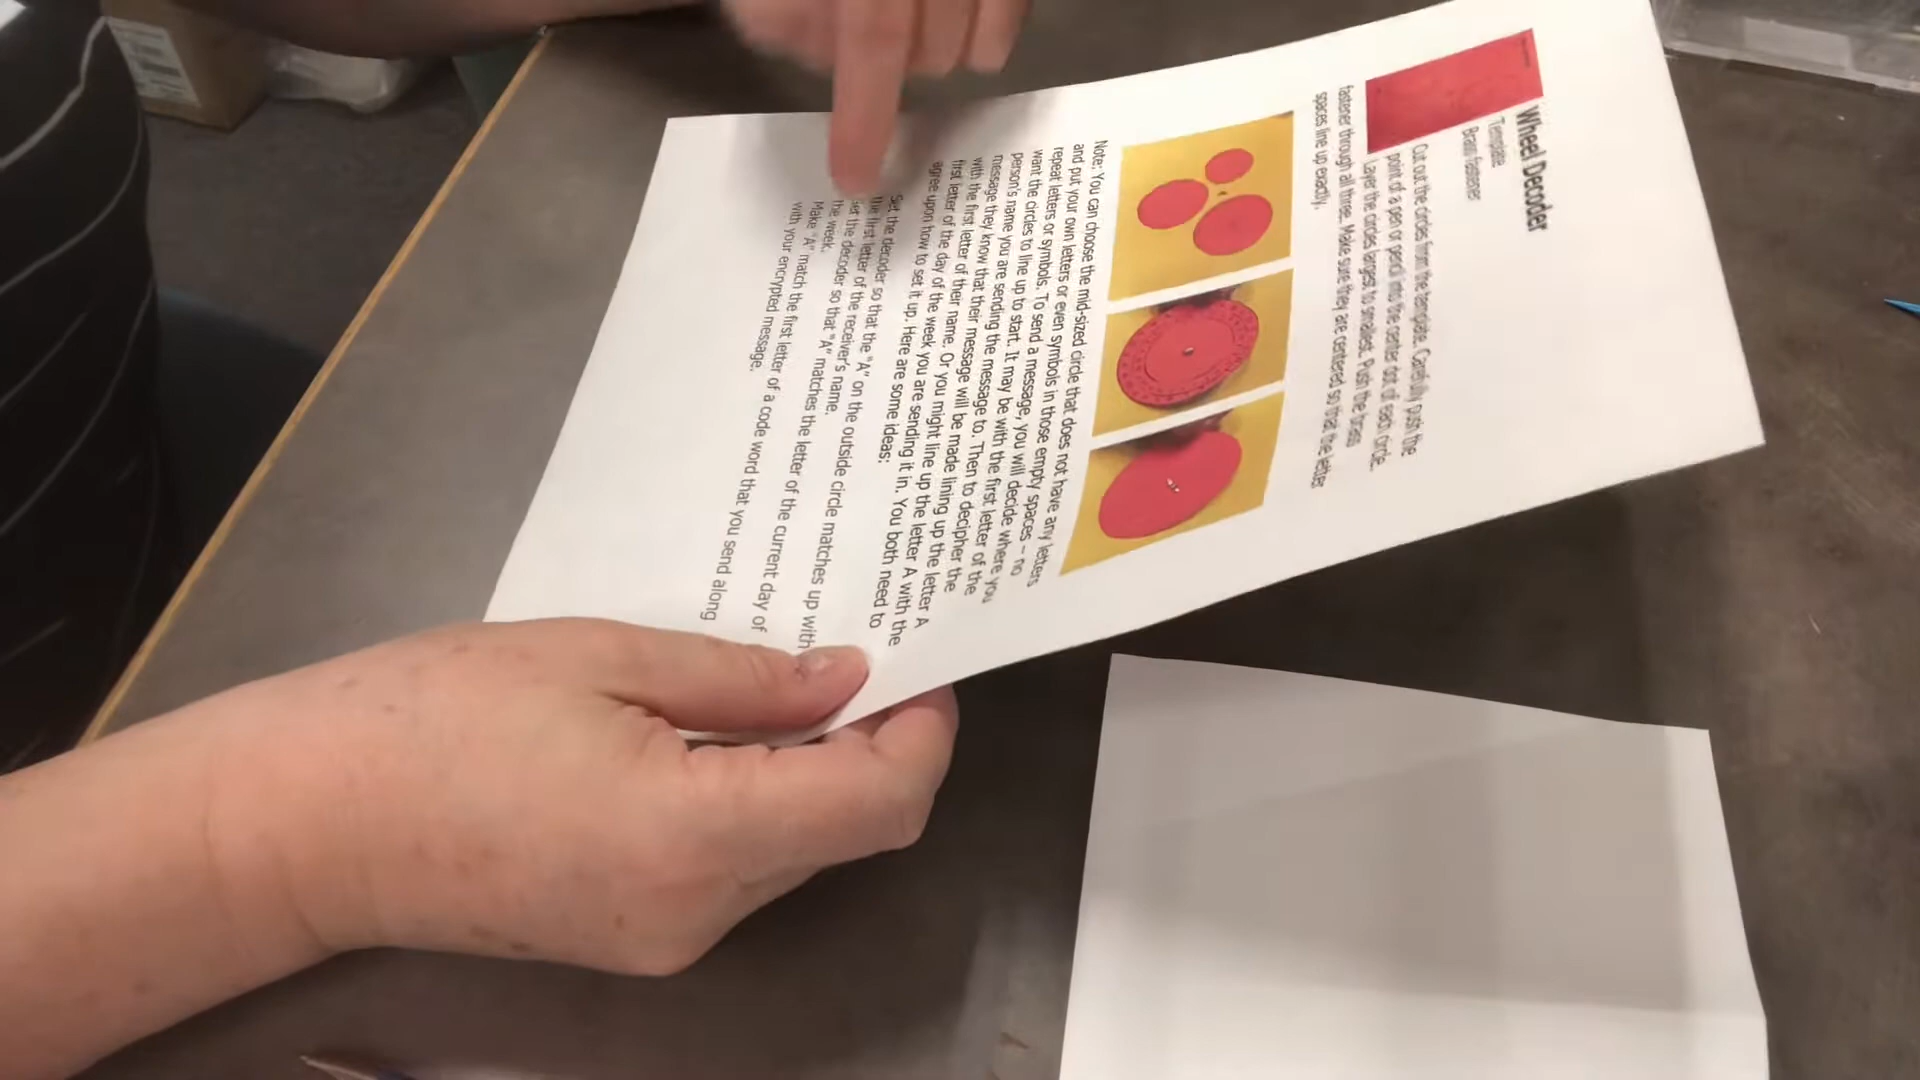 Wheel Decoder
Template
Brass fastener
Cut out the circles from the template. Carefully push the
point of a pen or pencil into the center dot of each circle.
Layer the circles largest to smallest. Push the brass
fastener through all three. Make sure they are centered so that the letter
spaces line up exactly.
Note: You can choose the mid-sized circle that does not have any letters
and put your own letters or even symbols in those empty spaces – no
repeat letters or symbols. To send a message, you will decide where you
want the circles to line up to start. It may be with the first letter of the
person's name you are sending the message to. Then to decipher the
message they know that their message will be made lining up the letter A
with the first letter of their name. Or you might line up the letter A with the
first letter of the day of the week you are sending it in. You both need to
agree upon how to set it up. Here are some ideas:
Set the decoder so that the "A" on the outside circle matches up with
the first letter of the receiver's name.
Set the decoder so that "A" matches the letter of the current day of
the week.
Make "A" match the first letter of a code word that you send along
with your encrypted message.